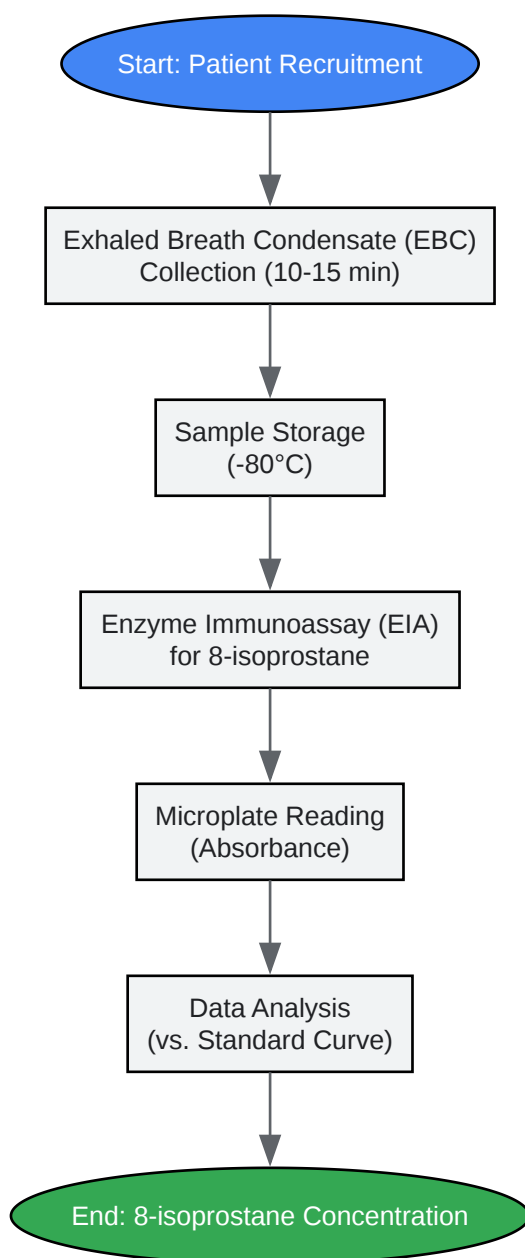 Start: Patient Recruitment
Exhaled Breath Condensate (EBC)
Collection (10-15 min)
Sample Storage
(-80°C)
Enzyme Immunoassay (EIA)
for 8-isoprostane
Microplate Reading
(Absorbance)
Data Analysis
(vs. Standard Curve)
End: 8-isoprostane Concentration